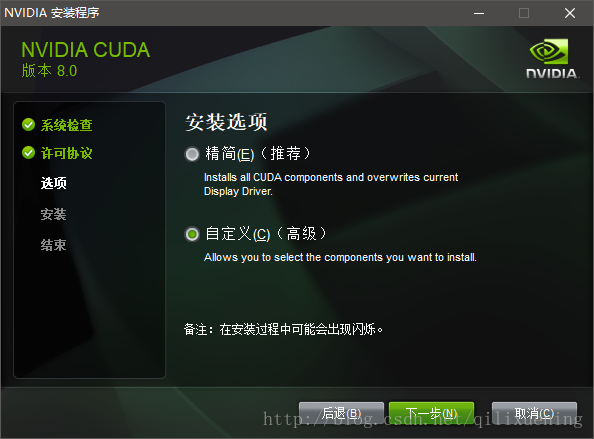 NVIDIA 安装程序
NVIDIA CUDA
版本 8.0
NVIDIA.
系统检查
许可协议
选项
安装
结束
安装选项
精简(E)（推荐）
Installs all CUDA components and overwrites current
Display Driver.
自定义(C)（高级）
Allows you to select the components you want to install.
备注：在安装过程中可能会出现闪烁。
后退(B) 下一步(N) 取消(C)
http://blog.csdn.net/qilixuening